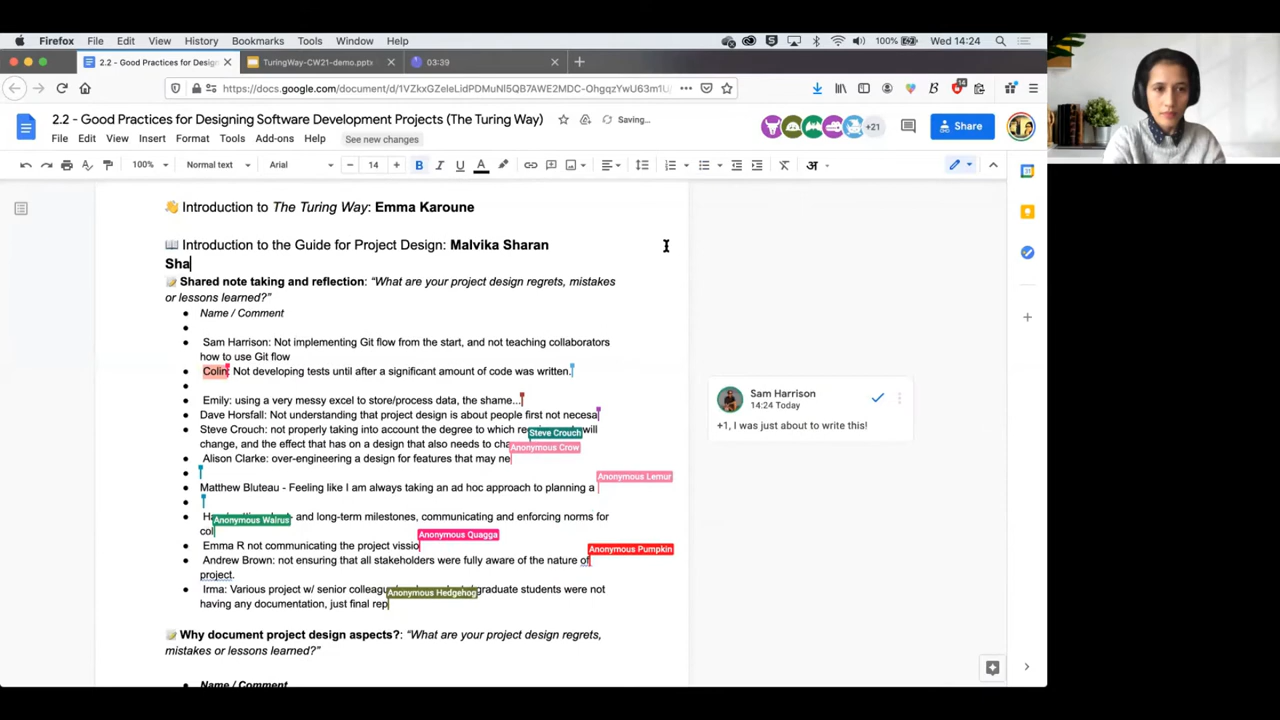 Firefox File Edit View History Bookmarks Tools Window Help 100% Wed 14:24
2.2 - Good Practices for Designi TuringWay-CW21-demo.pptx 03:39
https://docs.google.com/document/d/1VZkxGZeleLidPDMuNI5QB7AWE2MDC-OhgqzYwU63m1U/ 14
2.2 - Good Practices for Designing Software Development Projects (The Turing Way) Saving... +21 Share
File Edit View Insert Format Tools Add-ons Help See new changes
100% Normal text Arial 14 B I U A अ
👋 Introduction to The Turing Way: Emma Karoune
📖 Introduction to the Guide for Project Design: Malvika Sharan
Sha
📝 Shared note taking and reflection: “What are your project design regrets, mistakes
or lessons learned?”
● Name / Comment
●
● Sam Harrison: Not implementing Git flow from the start, and not teaching collaborators
how to use Git flow
● Colin: Not developing tests until after a significant amount of code was written.
●
● Emily: using a very messy excel to store/process data, the shame...
● Dave Horsfall: Not understanding that project design is about people first not necesa
● Steve Crouch: not properly taking into account the degree to which will
Steve Crouch
change, and the effect that has on a design that also needs to
Anonymous Crow
● Alison Clarke: over-engineering a design for features that may ne
●
Anonymous Lemur
● Matthew Bluteau - Feeling like I am always taking an ad hoc approach to planning a
●
● and long-term milestones, communicating and enforcing norms for
Anonymous Walrus
col
Anonymous Quagga
● Emma R not communicating the project vissio
Anonymous Pumpkin
● Andrew Brown: not ensuring that all stakeholders were fully aware of the nature of
project.
● Irma: Various project w/ senior graduate students were not
Anonymous Hedgehog
having any documentation, just final rep
📝 Why document project design aspects?: “What are your project design regrets,
mistakes or lessons learned?”
● Name / Comment
Sam Harrison
14:24 Today
+1, I was just about to write this!